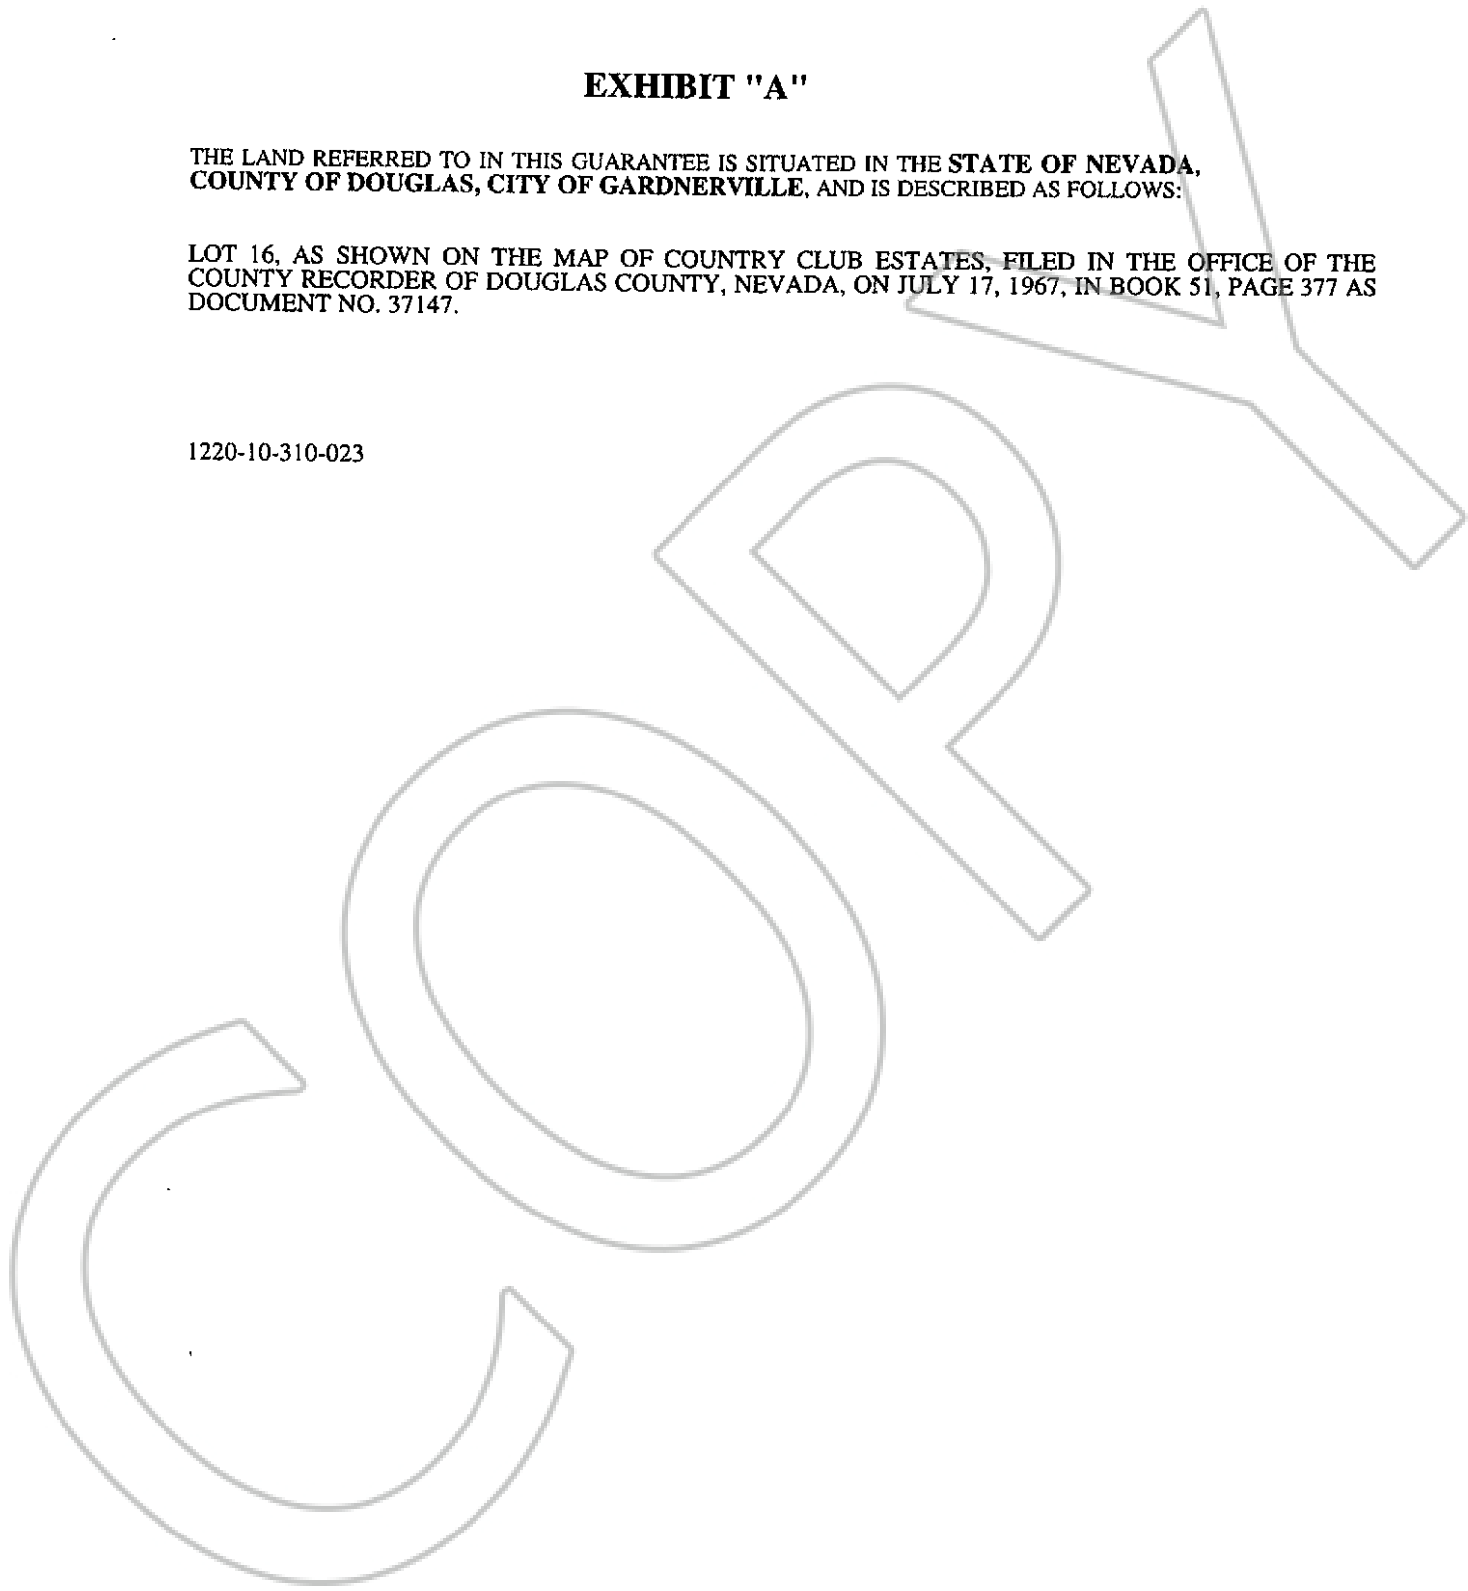 EXHIBIT "A"
THE LAND REFERRED TO IN THIS GUARANTEE IS SITUATED IN THE STATE OF NEVADA,
COUNTY OF DOUGLAS, CITY OF GARDNERVILLE, AND IS DESCRIBED AS FOLLOWS:
LOT 16, AS SHOWN ON THE MAP OF COUNTRY CLUB ESTATES, FILED IN THE OFFICE OF THE
COUNTY RECORDER OF DOUGLAS COUNTY, NEVADA, ON JULY 17, 1967, IN BOOK 51, PAGE 377 AS
DOCUMENT NO. 37147.
1220-10-310-023
COPY